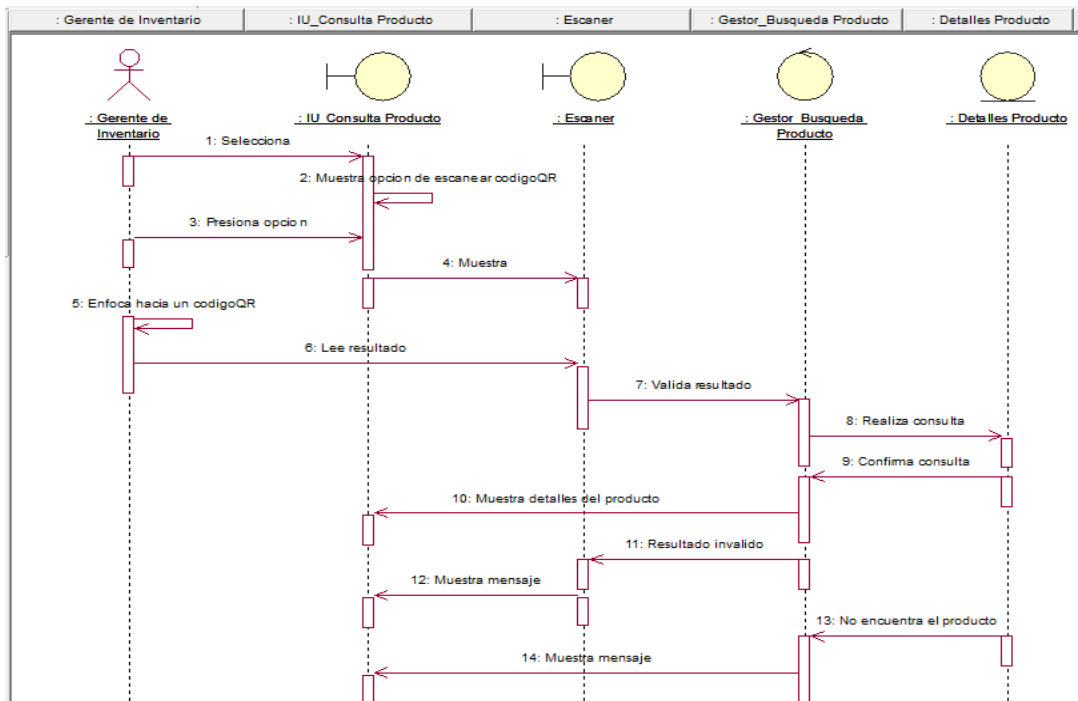 : Gerente de Inventario
: IU_Consulta Producto
: Escaner
: Gestor_Busqueda Producto
: Detalles Producto
: Gerente de
Inventario
: IU_Consulta Producto
: Escaner
: Gestor_Busqueda
Producto
: Detalles Producto
1: Selecciona
2: Muestra opcion de escanear codigoQR
3: Presiona opcion
4: Muestra
5: Enfoca hacia un codigoQR
6: Lee resultado
7: Valida resultado
8: Realiza consulta
9: Confirma consulta
10: Muestra detalles del producto
11: Resultado invalido
12: Muestra mensaje
13: No encuentra el producto
14: Muestra mensaje